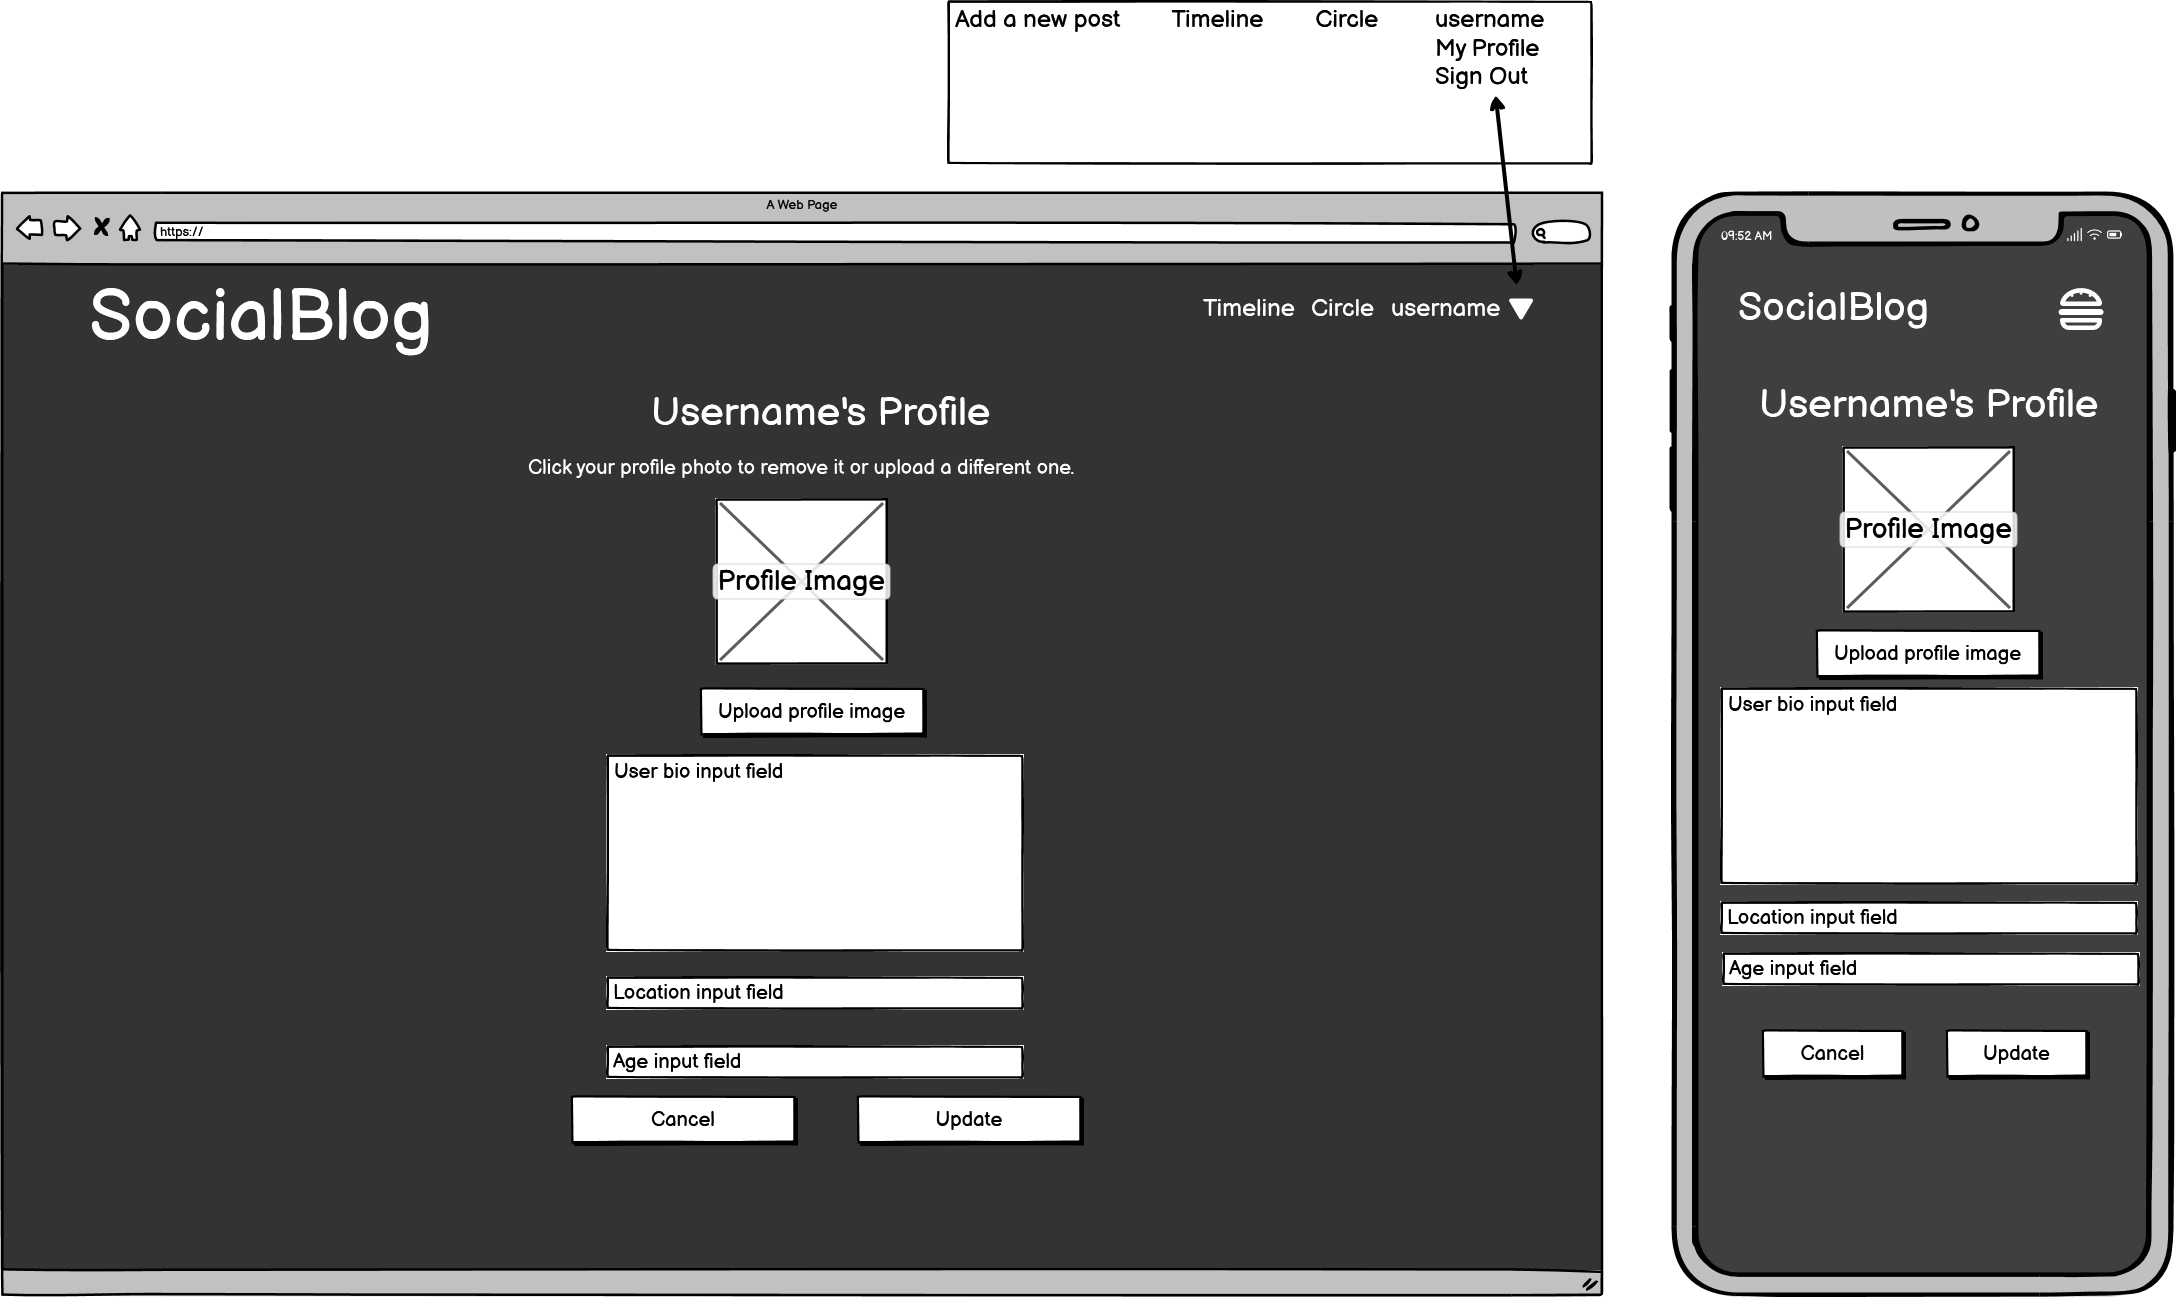 Add a new post Timeline Circle username
My Profile
Sign Out
A Web Page
https://
SocialBlog
Timeline Circle username
Username's Profile
Click your profile photo to remove it or upload a different one.
Profile Image
Upload profile image
User bio input field
Location input field
Age input field
Cancel Update
09:52 AM
SocialBlog
Username's Profile
Profile Image
Upload profile image
User bio input field
Location input field
Age input field
Cancel Update